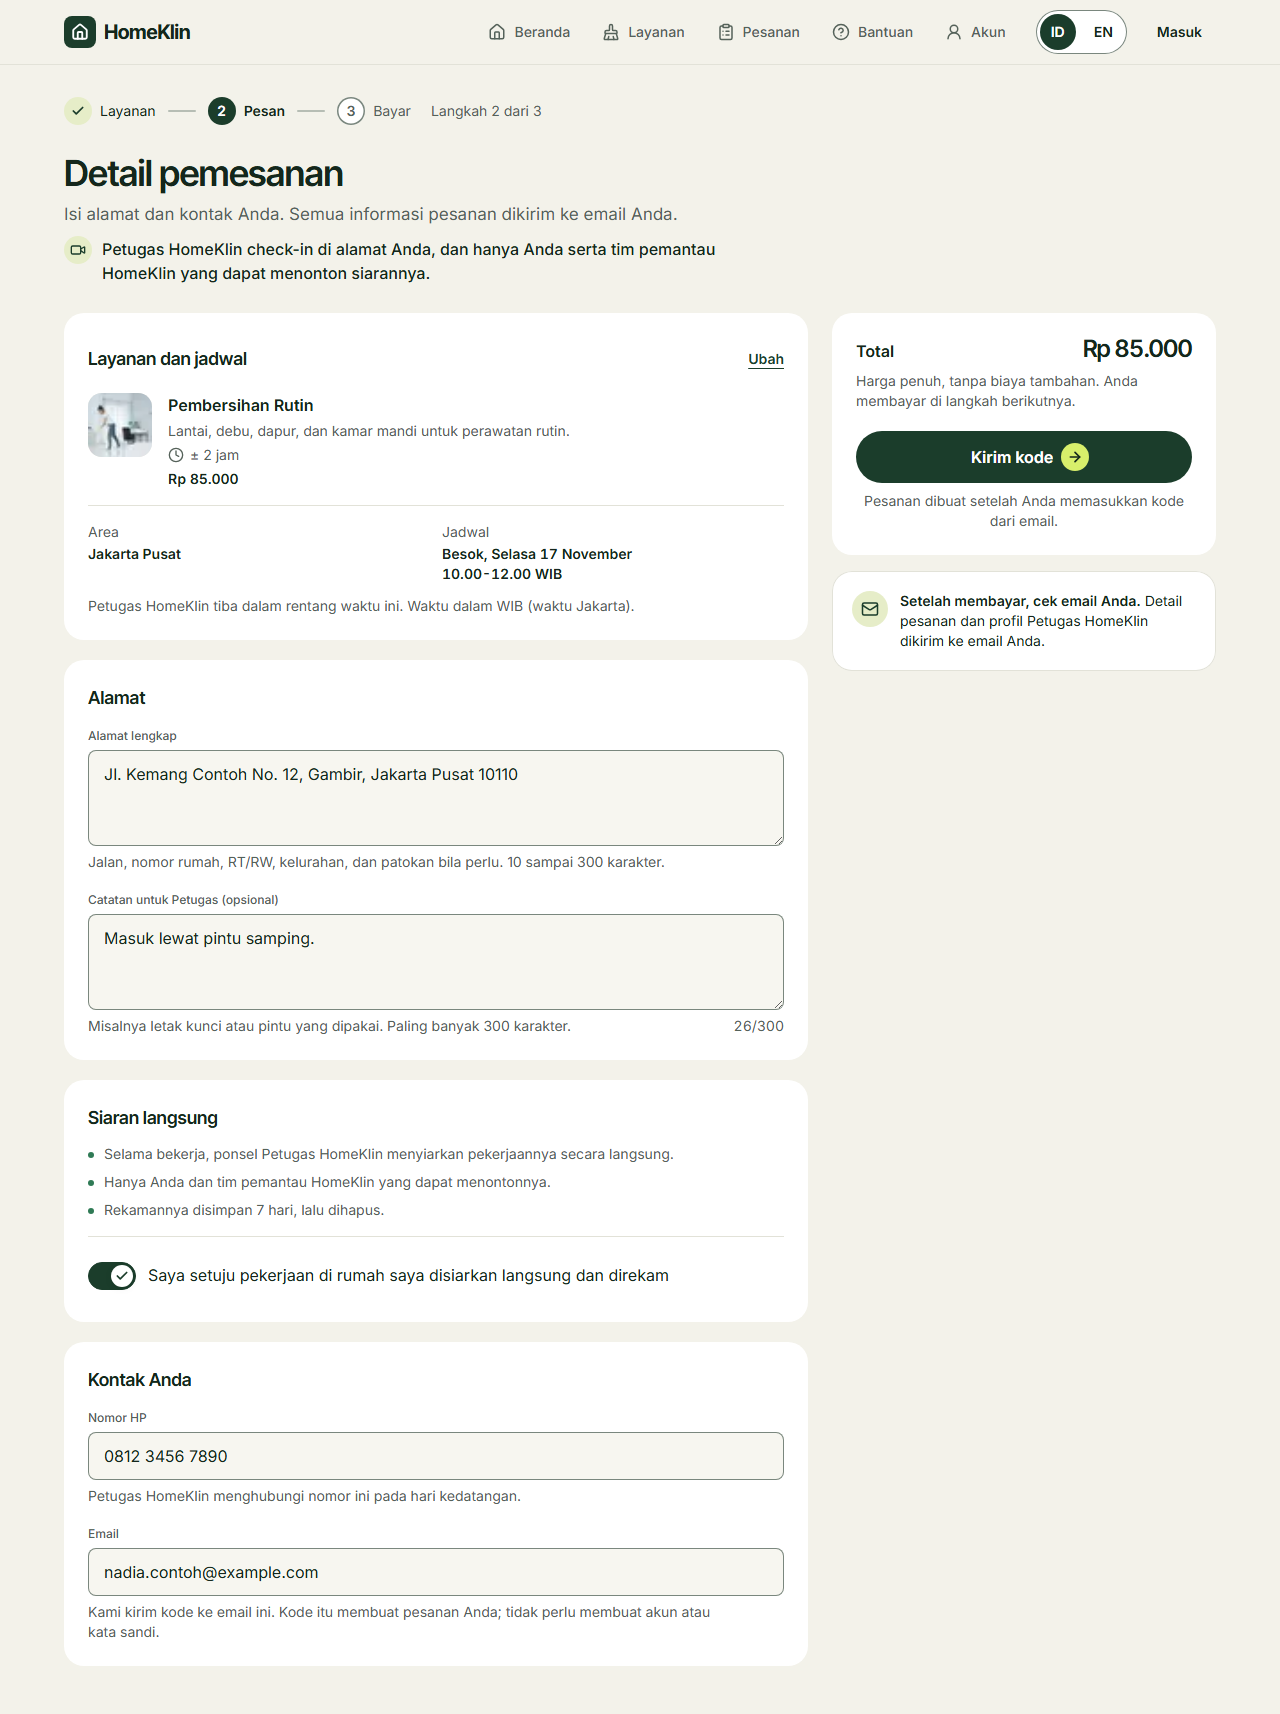 HomeKlin
Beranda
Layanan
Pesanan
Bantuan
Akun
ID
EN
Masuk
Layanan
2
Pesan
3
Bayar
Langkah 2 dari 3
Detail pemesanan
Isi alamat dan kontak Anda. Semua informasi pesanan dikirim ke email Anda.
Petugas HomeKlin check-in di alamat Anda, dan hanya Anda serta tim pemantau
HomeKlin yang dapat menonton siarannya.
Layanan dan jadwal
Ubah
Pembersihan Rutin
Lantai, debu, dapur, dan kamar mandi untuk perawatan rutin.
± 2 jam
Rp 85.000
Area
Jakarta Pusat
Jadwal
Besok, Selasa 17 November
10.00-12.00 WIB
Petugas HomeKlin tiba dalam rentang waktu ini. Waktu dalam WIB (waktu Jakarta).
Total
Rp 85.000
Harga penuh, tanpa biaya tambahan. Anda
membayar di langkah berikutnya.
Kirim kode
Pesanan dibuat setelah Anda memasukkan kode
dari email.
Setelah membayar, cek email Anda. Detail
pesanan dan profil Petugas HomeKlin
dikirim ke email Anda.
Alamat
Alamat lengkap
Jl. Kemang Contoh No. 12, Gambir, Jakarta Pusat 10110
Jalan, nomor rumah, RT/RW, kelurahan, dan patokan bila perlu. 10 sampai 300 karakter.
Catatan untuk Petugas (opsional)
Masuk lewat pintu samping.
Misalnya letak kunci atau pintu yang dipakai. Paling banyak 300 karakter.
26/300
Siaran langsung
Selama bekerja, ponsel Petugas HomeKlin menyiarkan pekerjaannya secara langsung.
Hanya Anda dan tim pemantau HomeKlin yang dapat menontonnya.
Rekamannya disimpan 7 hari, lalu dihapus.
Saya setuju pekerjaan di rumah saya disiarkan langsung dan direkam
Kontak Anda
Nomor HP
0812 3456 7890
Petugas HomeKlin menghubungi nomor ini pada hari kedatangan.
Email
nadia.contoh@example.com
Kami kirim kode ke email ini. Kode itu membuat pesanan Anda; tidak perlu membuat akun atau
kata sandi.